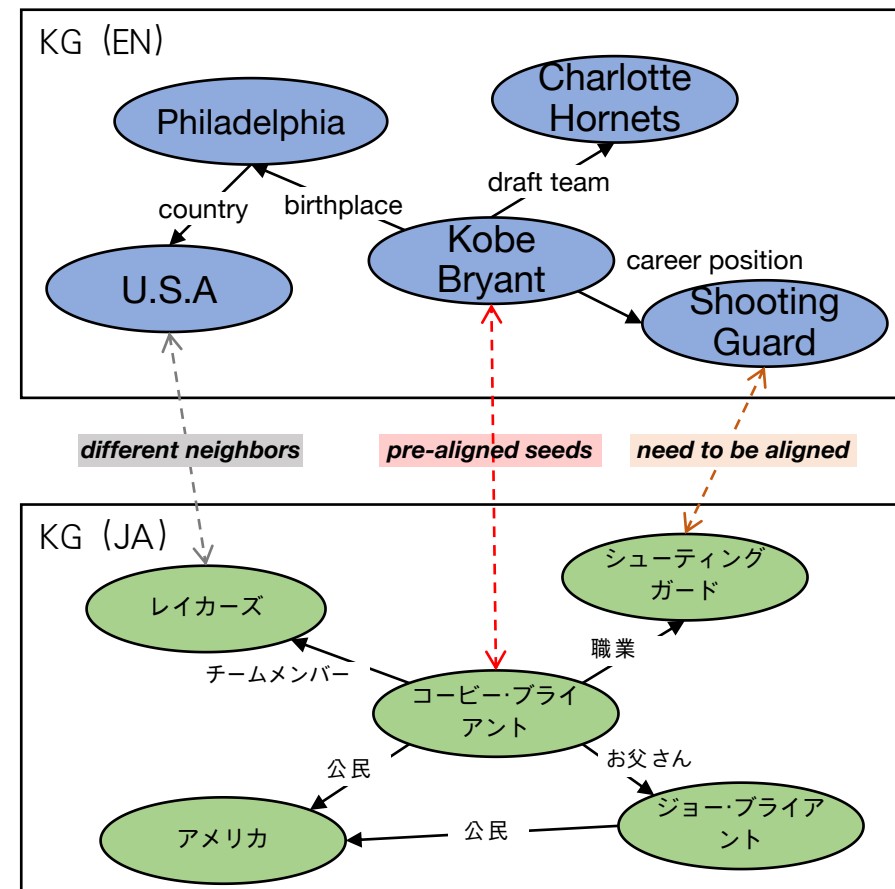 KG (EN)
Charlotte
Hornets
Philadelphia
draft team
country
birthplace
Kobe
Bryant
career position
U.S.A
Shooting
Guard
different neighbors
pre-aligned seeds
need to be aligned
KG (JA)
シューティング
ガード
レイカーズ
職業
チームメンバー
コービー·ブライ
アント
お父さん
公民
ジョー·ブライア
ント
公民
アメリカ